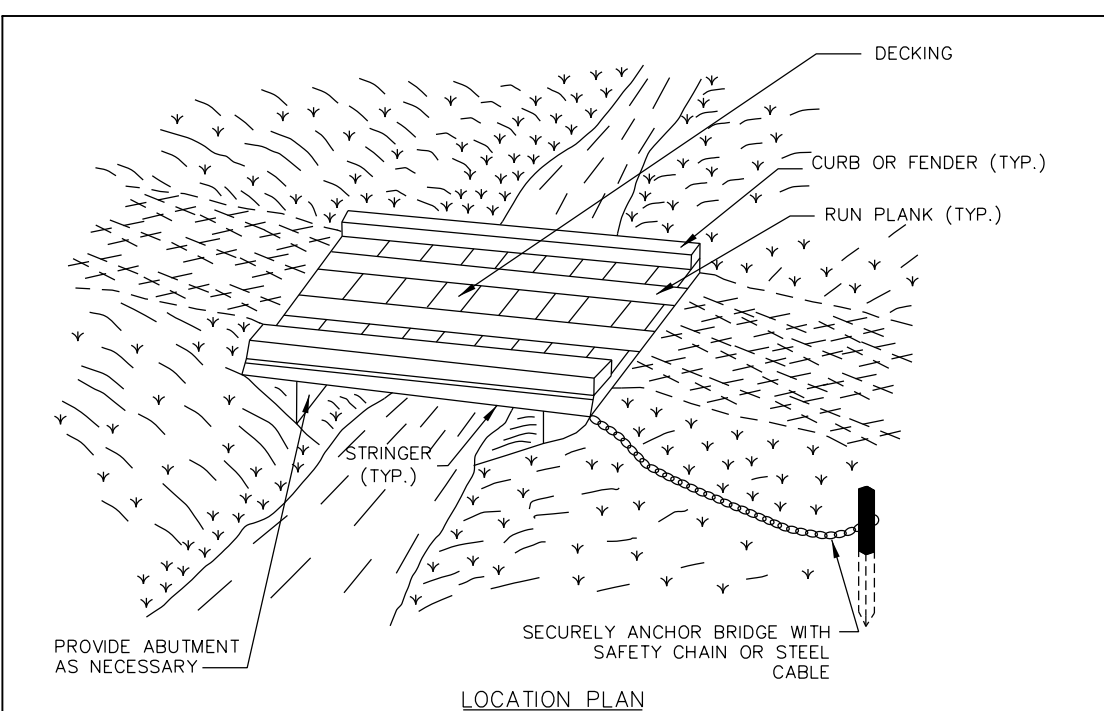 DECKING
CURB OR FENDER (TYP.)
RUN PLANK (TYP.)
STRINGER
(TYP.)
PROVIDE ABUTMENT
AS NECESSARY
SECURELY ANCHOR BRIDGE WITH
SAFETY CHAIN OR STEEL
CABLE
LOCATION PLAN